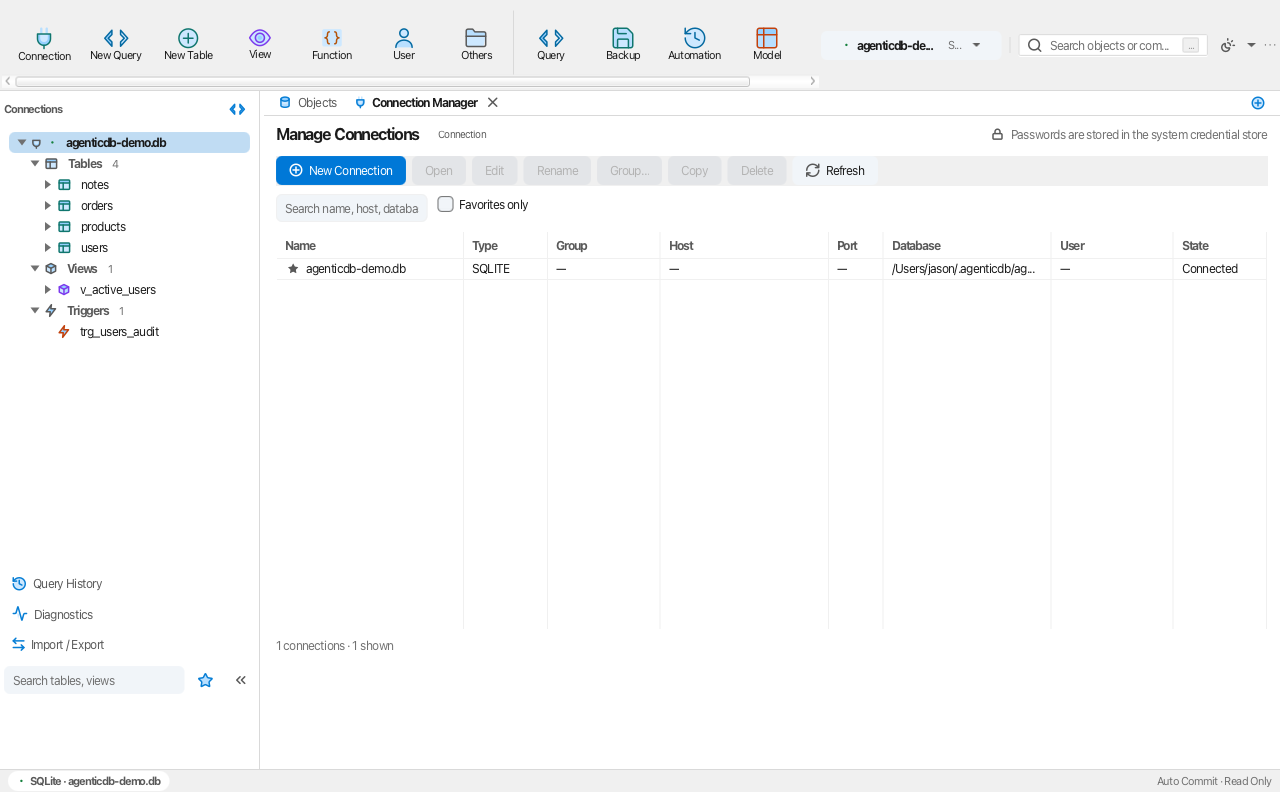 Connection New Query New Table View Function User Others Query Backup Automation Model
agenticdb-de... S...
Search objects or com... ...
Connections
agenticdb-demo.db
Tables 4
notes
orders
products
users
Views 1
v_active_users
Triggers 1
trg_users_audit
Query History
Diagnostics
Import / Export
Search tables, views
Objects Connection Manager
Manage Connections Connection Passwords are stored in the system credential store
New Connection Open Edit Rename Group... Copy Delete Refresh
Search name, host, databa Favorites only
Name Type Group Host Port Database User State
agenticdb-demo.db SQLITE — — — /Users/jason/.agenticdb/ag... — Connected
1 connections · 1 shown
SQLite · agenticdb-demo.db Auto Commit · Read Only